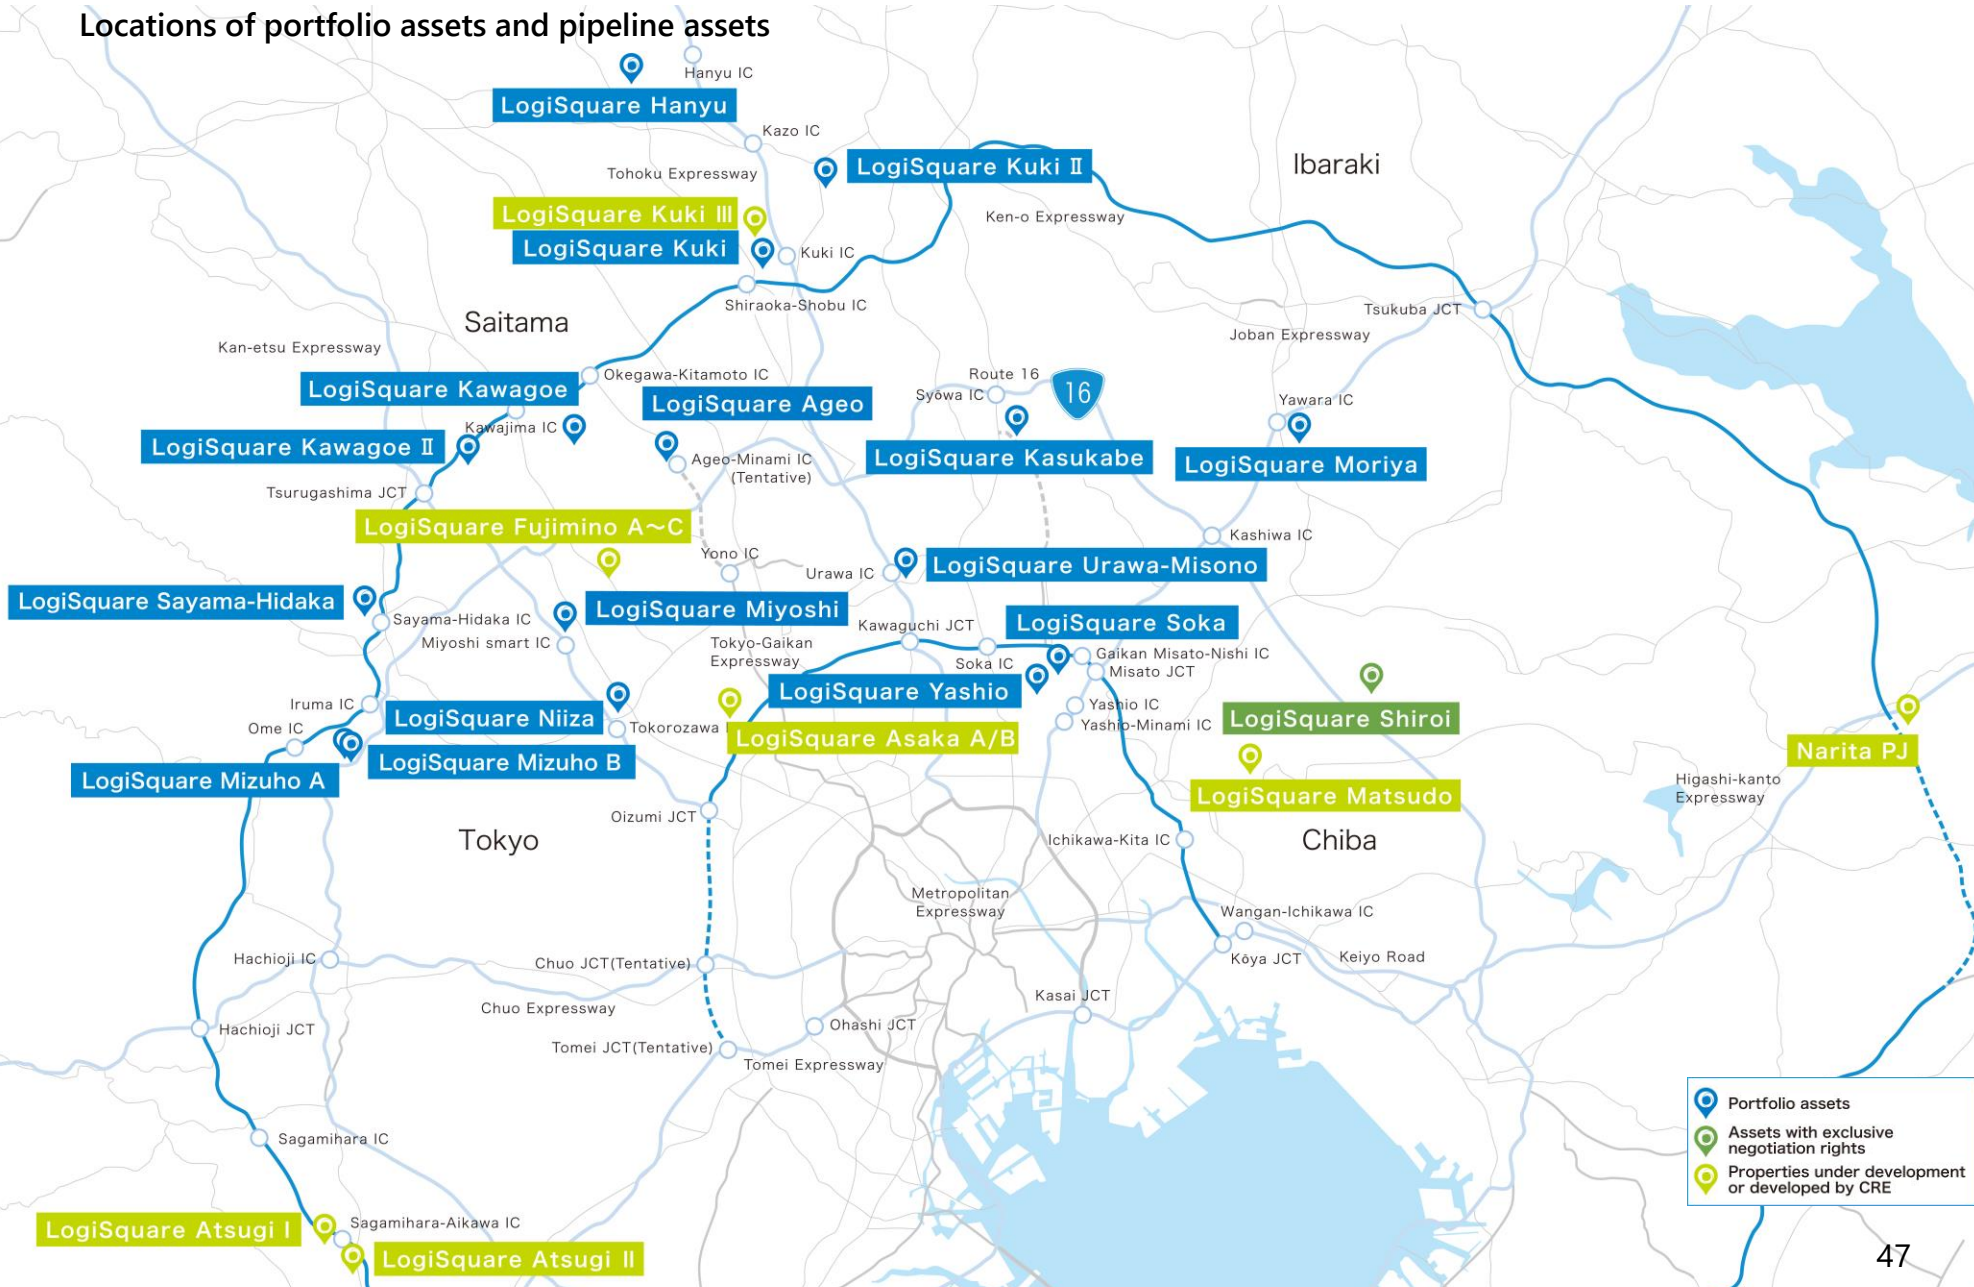 Locations of portfolio assets and pipeline assets
Hanyu IC
LogiSquare Hanyu
Kazo IC
Ibaraki
LogiSquare Kuki Ⅱ
Tohoku Expressway
LogiSquare Kuki Ⅲ
Ken-o Expressway
LogiSquare Kuki
Kuki IC
Shiraoka-Shobu IC
Tsukuba JCT
Saitama
Joban Expressway
Kan-etsu Expressway
Okegawa-Kitamoto IC
Route 16
LogiSquare Kawagoe
Syōwa IC
16
LogiSquare Ageo
Yawara IC
Kawajima IC
LogiSquare Kawagoe Ⅱ
Ageo-Minami IC
(Tentative)
LogiSquare Kasukabe
LogiSquare Moriya
Tsurugashima JCT
LogiSquare Fujimino A～C
Kashiwa IC
Yono IC
Urawa IC
LogiSquare Urawa-Misono
LogiSquare Sayama-Hidaka
LogiSquare Miyoshi
Sayama-Hidaka IC
Kawaguchi JCT
LogiSquare Soka
Miyoshi smart IC
Tokyo-Gaikan
Expressway
Soka IC
Gaikan Misato-Nishi IC
Misato JCT
LogiSquare Yashio
Iruma IC
LogiSquare Niiza
Yashio IC
LogiSquare Shiroi
Ome IC
Tokorozawa
Yashio-Minami IC
LogiSquare Asaka A/B
Narita PJ
LogiSquare Mizuho B
LogiSquare Mizuho A
Higashi-kanto
Expressway
LogiSquare Matsudo
Oizumi JCT
Tokyo
Ichikawa-Kita IC
Chiba
Metropolitan
Expressway
Wangan-Ichikawa IC
Hachioji IC
Chuo JCT(Tentative)
Kōya JCT
Keiyo Road
Kasai JCT
Chuo Expressway
Hachioji JCT
Ohashi JCT
Tomei JCT(Tentative)
Tomei Expressway
Portfolio assets
Assets with exclusive
negotiation rights
Properties under development
or developed by CRE
Sagamihara IC
LogiSquare Atsugi Ⅰ
Sagamihara-Aikawa IC
LogiSquare Atsugi Ⅱ
47